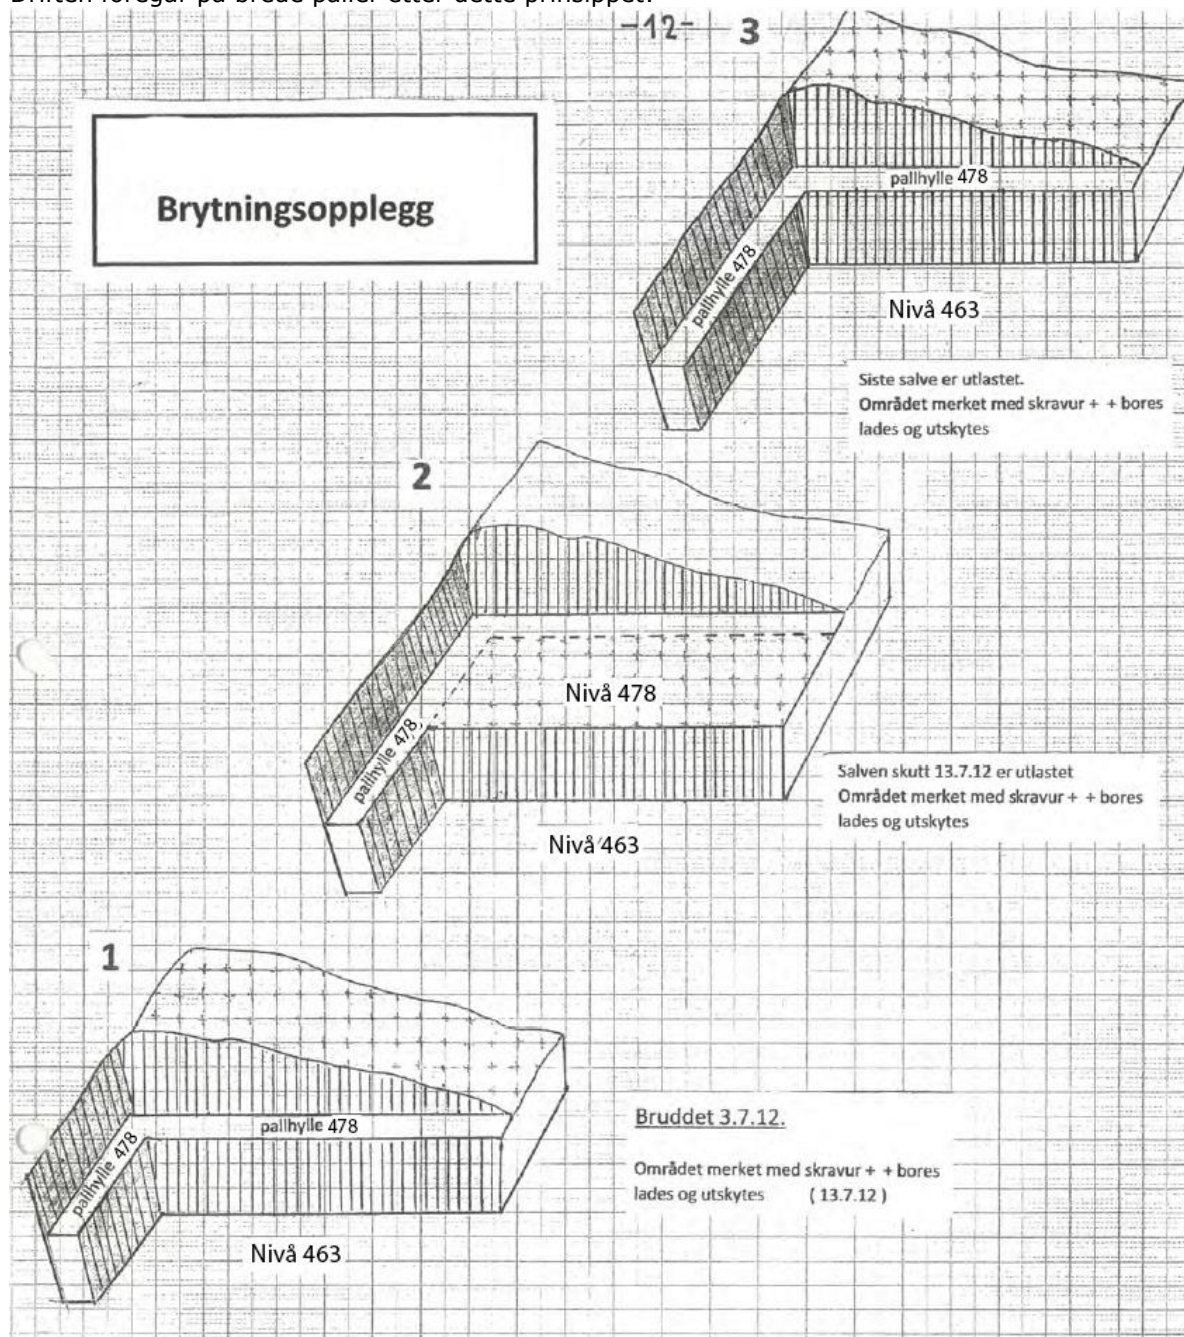 Driften foregår på brede paller etter dette prinsippet:
-12-
3
Brytningsopplegg
pallhylle 478
pallhylle 478
Nivå 463
Siste salve er utlastet.
Området merket med skravur + + bores
lades og utskytes
2
Nivå 478
pallhylle 478
Salven skutt 13.7.12 er utlastet
Området merket med skravur + + bores
lades og utskytes
Nivå 463
1
pallhylle 478
pallhylle 478
Bruddet 3.7.12.
Området merket med skravur + + bores
lades og utskytes ( 13.7.12 )
Nivå 463